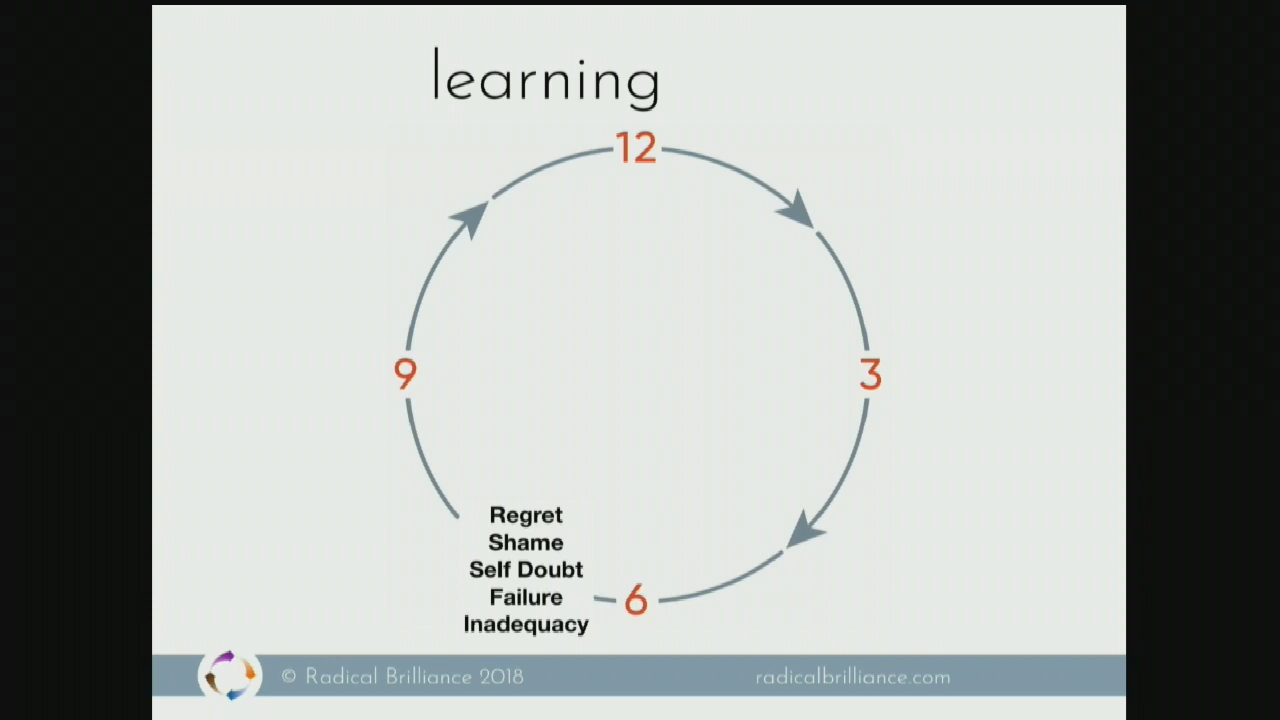 learning
12
9
3
Regret
Shame
Self Doubt
Failure
Inadequacy
6
© Radical Brilliance 2018
radicalbrilliance.com